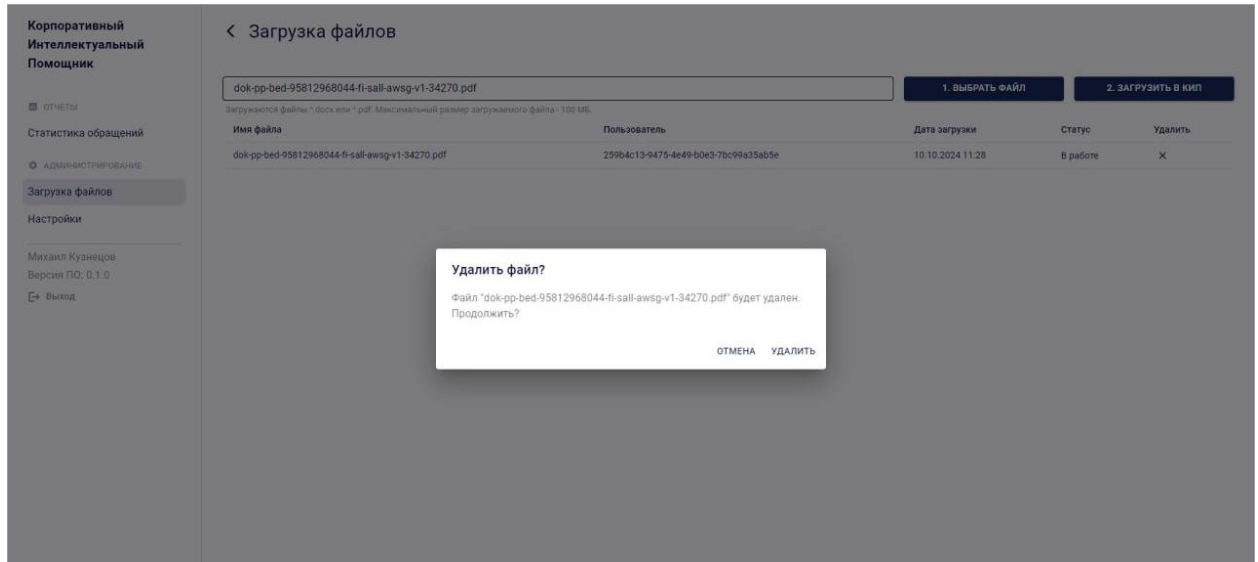 Корпоративный
Интеллектуальный
Помощник
ОТЧЕТЫ
Статистика обращений
АДМИНИСТРИРОВАНИЕ
Загрузка файлов
Настройки
Михаил Кузнецов
Версия ПО: 0.1.0
Выход
Загрузка файлов
dok-pp-bed-95812968044-fi-sall-awsg-v1-34270.pdf
1. ВЫБРАТЬ ФАЙЛ
2. ЗАГРУЗИТЬ В КИП
Загружаются файлы *.docx или *.pdf. Максимальный размер загружаемого файла - 100 МБ.
Имя файла Пользователь Дата загрузки Статус Удалить
dok-pp-bed-95812968044-fi-sall-awsg-v1-34270.pdf 259b4c13-9475-4e49-b0e3-7bc99a35ab5e 10.10.2024 11:28 В работе
Удалить файл?
Файл "dok-pp-bed-95812968044-fi-sall-awsg-v1-34270.pdf" будет удален.
Продолжить?
ОТМЕНА УДАЛИТЬ